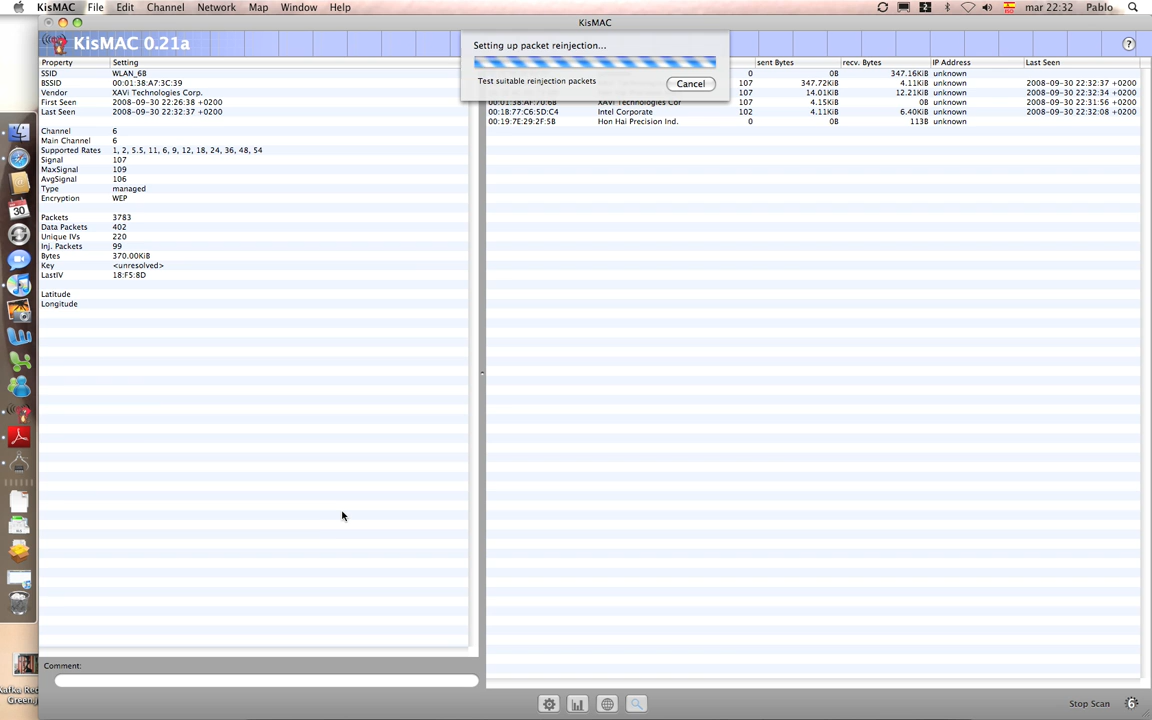 KisMAC File Edit Channel Network Map Window Help mar 22:32 Pablo
KisMAC
KisMAC 0.21a
Setting up packet reinjection...
Test suitable reinjection packets
Cancel
?
Property Setting
SSID WLAN_6B
BSSID 00:01:38:A7:3C:39
Vendor XAVi Technologies Corp.
First Seen 2008-09-30 22:26:38 +0200
Last Seen 2008-09-30 22:32:37 +0200
Channel 6
Main Channel 6
Supported Rates 1, 2, 5.5, 11, 6, 9, 12, 18, 24, 36, 48, 54
Signal 107
MaxSignal 109
AvgSignal 106
Type managed
Encryption WEP
Packets 3783
Data Packets 402
Unique IVs 220
Inj. Packets 99
Bytes 370.00KiB
Key <unresolved>
LastIV 18:F5:8D
Latitude
Longitude
sent Bytes recv. Bytes IP Address Last Seen
0 0B 347.16KiB unknown
107 347.72KiB 4.11KiB unknown 2008-09-30 22:32:37 +0200
107 14.01KiB 12.21KiB unknown 2008-09-30 22:32:34 +0200
00:01:38:AF:70:6B XAVi Technologies Cor 107 4.15KiB 0B unknown 2008-09-30 22:31:56 +0200
00:1B:77:C6:5D:C4 Intel Corporate 102 4.11KiB 6.40KiB unknown 2008-09-30 22:32:08 +0200
00:19:7E:29:2F:5B Hon Hai Precision Ind. 0 0B 113B unknown
30
Comment:
Stop Scan
6